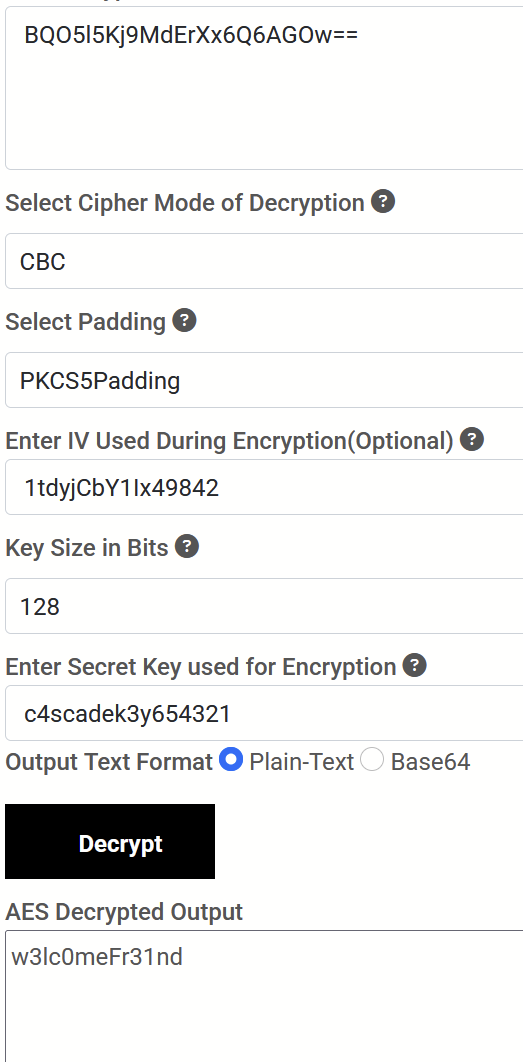 BQO5l5Kj9MdErXx6Q6AGOw==
Select Cipher Mode of Decryption ?
CBC
Select Padding ?
PKCS5Padding
Enter IV Used During Encryption(Optional) ?
1tdyjCbY1Ix49842
Key Size in Bits ?
128
Enter Secret Key used for Encryption ?
c4scadek3y654321
Output Text Format Plain-Text Base64
Decrypt
AES Decrypted Output
w3lc0meFr31nd